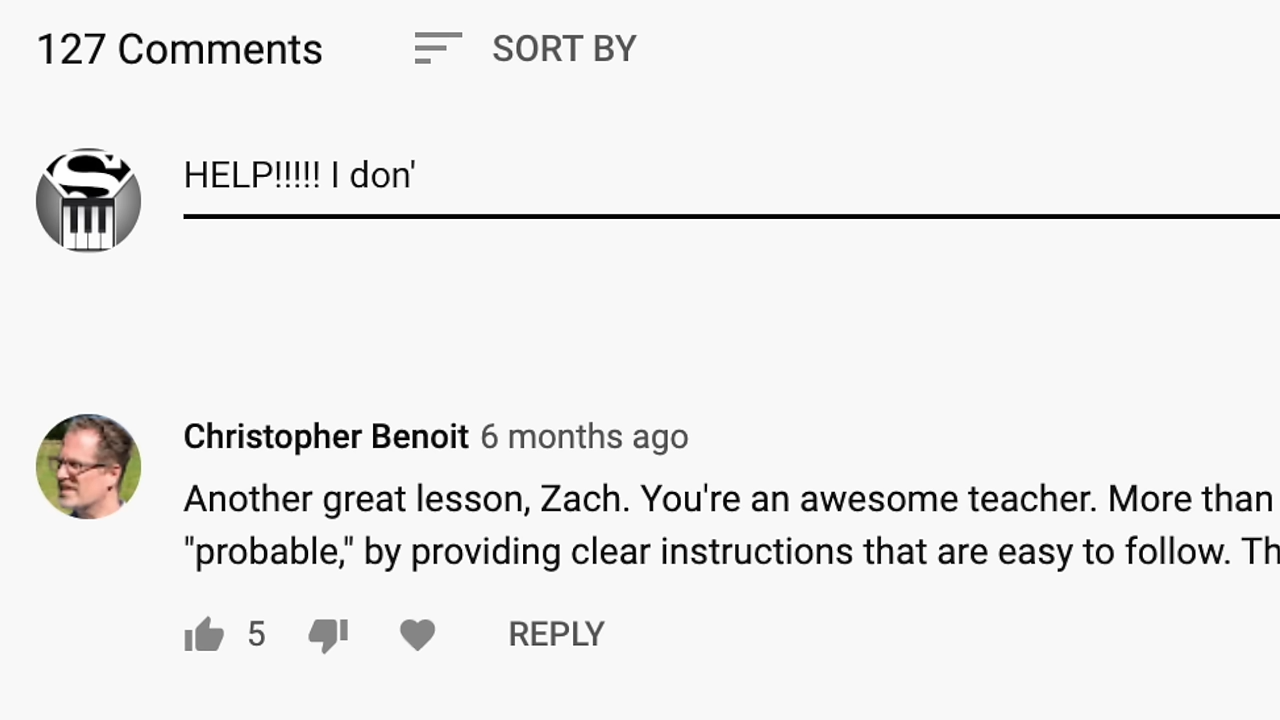 127 Comments SORT BY
HELP!!!!! I don'
Christopher Benoit 6 months ago
Another great lesson, Zach. You're an awesome teacher. More than
"probable," by providing clear instructions that are easy to follow. Th
5 REPLY